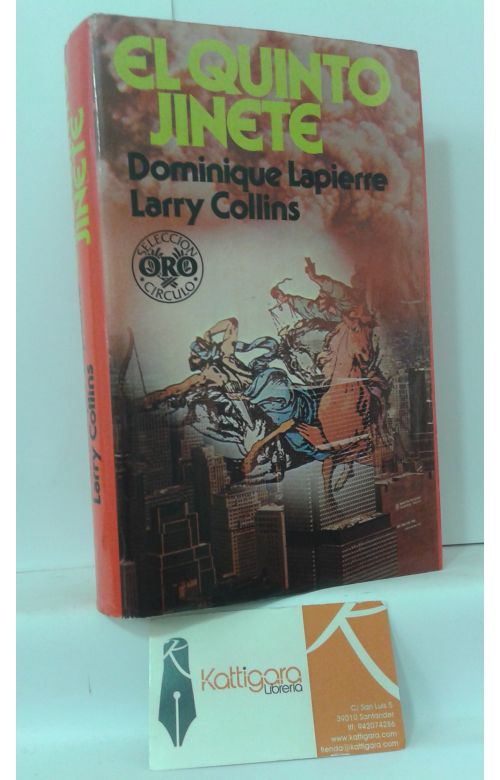 EL QUINTO
JINETE
Dominique Lapierre
Larry Collins
SELECCION
ORO
CIRCULO
JINETE
Larry Collins
Kattigara
Librería
C/ San Luis 5
39010 Santander
tlf: 942074286
www.kattigara.com
tienda@kattigara.com